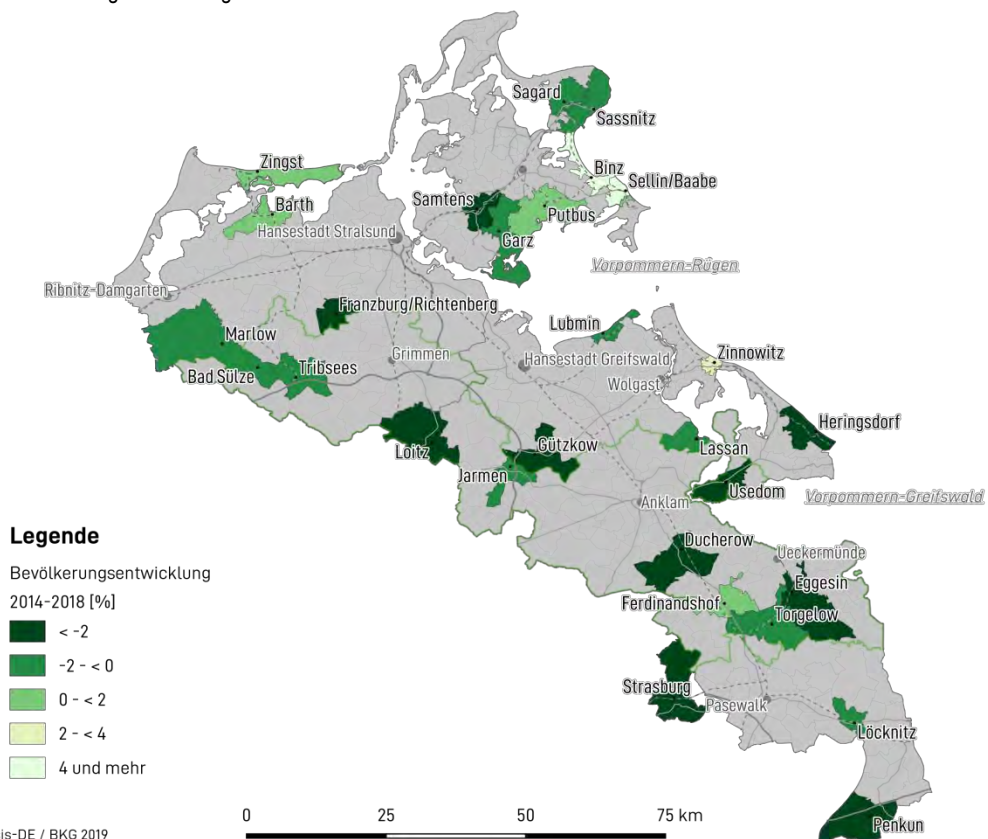 Sagard
Sassnitz
Zingst
Binz
Sellin/Baabe
Barth
Samtens
Putbus
Hansestadt Stralsund
Garz
Vorpommern-Rügen
Ribnitz-Damgarten
Franzburg/Richtenberg
Lubmin
Marlow
Grimmen
Hansestadt Greifswald
Zinnowitz
Bad Sülze
Tribsees
Wolgast
Heringsdorf
Loitz
Gützkow
Lassan
Jarmen
Usedom
Anklam
Vorpommern-Greifswald
Ducherow
Ueckermünde
Eggesin
Ferdinandshof
Torgelow
Strasburg
Pasewalk
Löcknitz
Penkun
Legende
Bevölkerungsentwicklung
2014-2018 [%]
< -2
-2 - < 0
0 - < 2
2 - < 4
4 und mehr
0 25 50 75 km
is-DE / BKG 2019